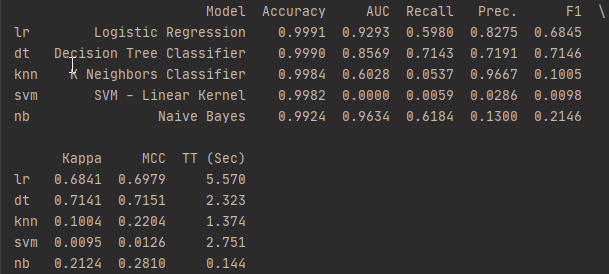 Model Accuracy AUC Recall Prec. F1 \
lr Logistic Regression 0.9991 0.9293 0.5980 0.8275 0.6845
dt Decision Tree Classifier 0.9990 0.8569 0.7143 0.7191 0.7146
knn K Neighbors Classifier 0.9984 0.6028 0.0537 0.9667 0.1005
svm SVM - Linear Kernel 0.9982 0.0000 0.0059 0.0286 0.0098
nb Naive Bayes 0.9924 0.9634 0.6184 0.1300 0.2146
Kappa MCC TT (Sec)
lr 0.6841 0.6979 5.570
dt 0.7141 0.7151 2.323
knn 0.1004 0.2204 1.374
svm 0.0095 0.0126 2.751
nb 0.2124 0.2810 0.144